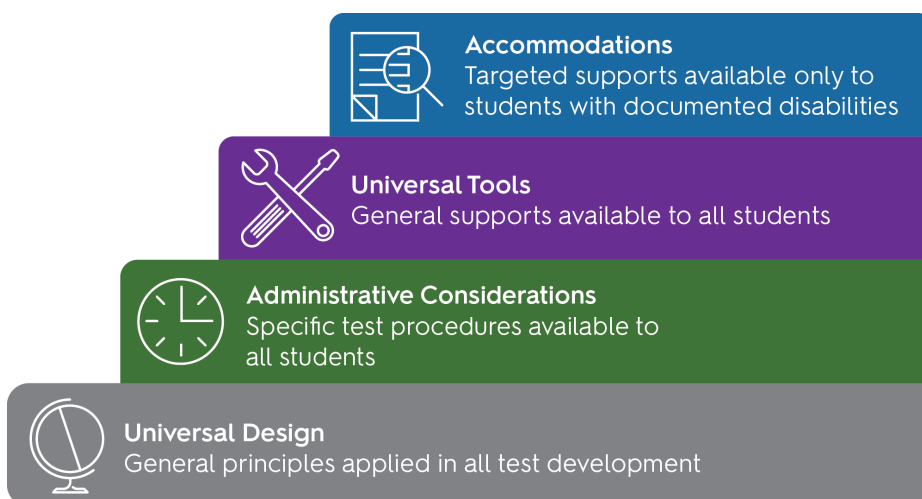 Accommodations
Targeted supports available only to
students with documented disabilities
Universal Tools
General supports available to all students
Administrative Considerations
Specific test procedures available to
all students
Universal Design
General principles applied in all test development